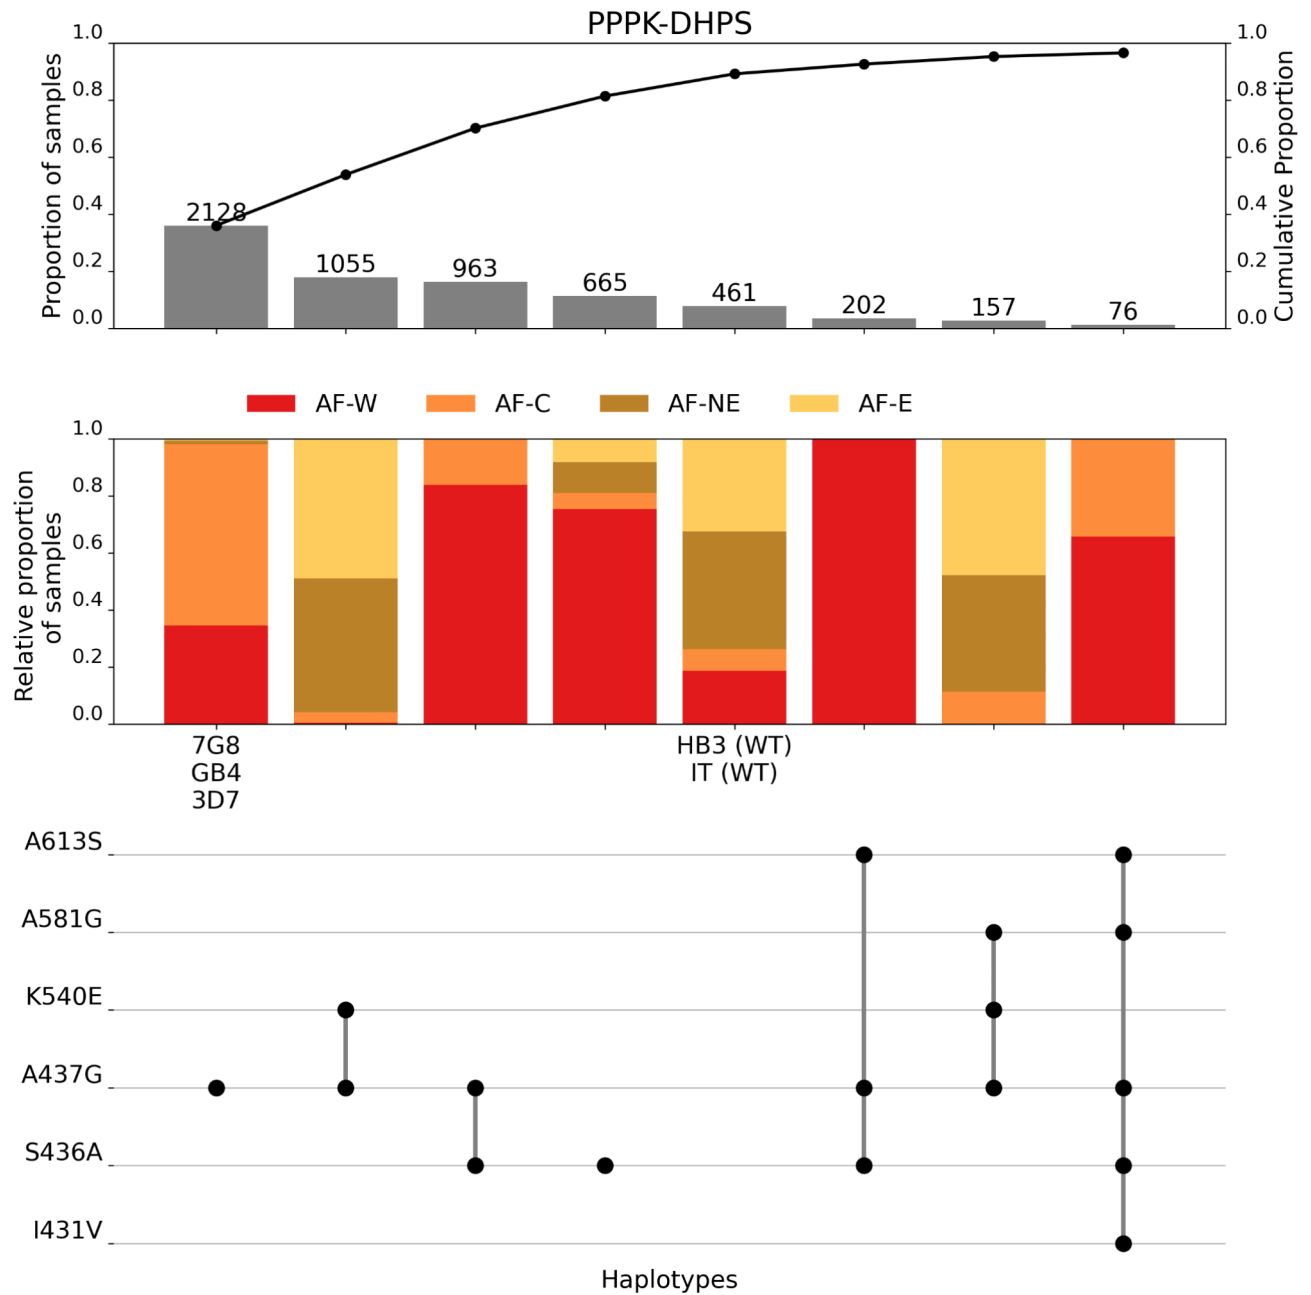 PPPK-DHPS
Proportion of samples
1.0
0.8
0.6
0.4
0.2
0.0
2128
1055
963
665
461
202
157
76
1.0
0.8
0.6
0.4
0.2
0.0
Cumulative Proportion
AF-W
AF-C
AF-NE
AF-E
Relative proportion
of samples
1.0
0.8
0.6
0.4
0.2
0.0
7G8
GB4
3D7
HB3 (WT)
IT (WT)
A613S
A581G
K540E
A437G
S436A
I431V
Haplotypes